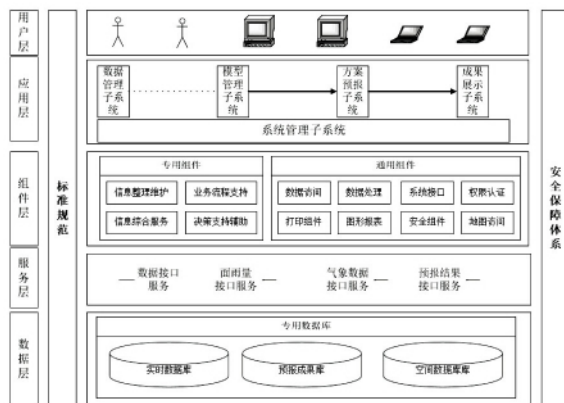 用户层
应用层
数据管理子系统
模型管理子系统
方案预报子系统
成果展示子系统
系统管理子系统
组件层
标准规范
专用组件
信息整理维护
业务流程支持
信息综合服务
决策支持辅助
通用组件
数据访问
数据处理
系统接口
权限认证
打印组件
图形报表
安全组件
地图访问
安全保障体系
服务层
数据接口
服务
面雨量
接口服务
气象数据
接口服务
预报结果
接口服务
数据层
专用数据库
实时数据库
预报成果库
空间数据库库